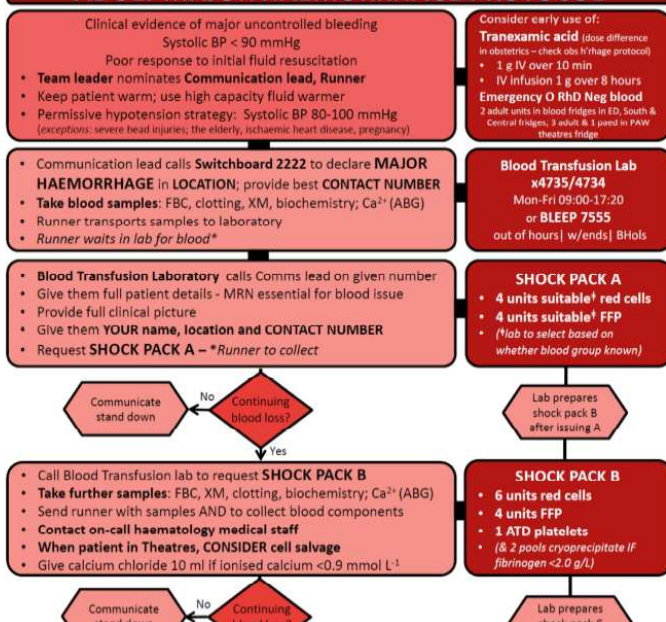 Clinical evidence of major uncontrolled bleeding
Systolic BP < 90 mmHg
Poor response to initial fluid resuscitation
• Team leader nominates Communication lead, Runner
• Keep patient warm; use high capacity fluid warmer
• Permissive hypotension strategy: Systolic BP 80-100 mmHg
(exceptions: severe head injuries; the elderly, ischaemic heart disease, pregnancy)
Consider early use of:
Tranexamic acid (dose difference
in obstetrics – check obs h'rhage protocol)
• 1 g IV over 10 min
• IV infusion 1g over 8 hours
Emergency O RhD Neg blood
2 adult units in blood fridges in ED, South &
Central fridges; 3 adult & 1 paed in PAW
theatres fridge
• Communication lead calls Switchboard 2222 to declare MAJOR
HAEMORRHAGE in LOCATION; provide best CONTACT NUMBER
• Take blood samples: FBC, clotting, XM, biochemistry; Ca²⁺ (ABG)
• Runner transports samples to laboratory
• Runner waits in lab for blood*
Blood Transfusion Lab
x4735/4734
Mon-Fri 09:00-17:20
or BLEEP 7555
out of hours| w/ends| BHols
• Blood Transfusion Laboratory calls Comms lead on given number
• Give them full patient details - MRN essential for blood issue
• Provide full clinical picture
• Give them YOUR name, location and CONTACT NUMBER
• Request SHOCK PACK A – *Runner to collect
SHOCK PACK A
• 4 units suitable‡ red cells
• 4 units suitable‡ FFP
• (‡lab to select based on
whether blood group known)
Communicate
stand down
No
Continuing
blood loss?
Yes
Lab prepares
shock pack B
after issuing A
• Call Blood Transfusion lab to request SHOCK PACK B
• Take further samples: FBC, XM, clotting, biochemistry; Ca²⁺ (ABG)
• Send runner with samples AND to collect blood components
• Contact on-call haematology medical staff
• When patient in Theatres, CONSIDER cell salvage
• Give calcium chloride 10 ml if ionised calcium <0.9 mmol L⁻¹
SHOCK PACK B
• 6 units red cells
• 4 units FFP
• 1 ATD platelets
• (& 2 pools cryoprecipitate IF
fibrinogen <2.0 g/L)
Communicate
No
Continuing
Lab prepares